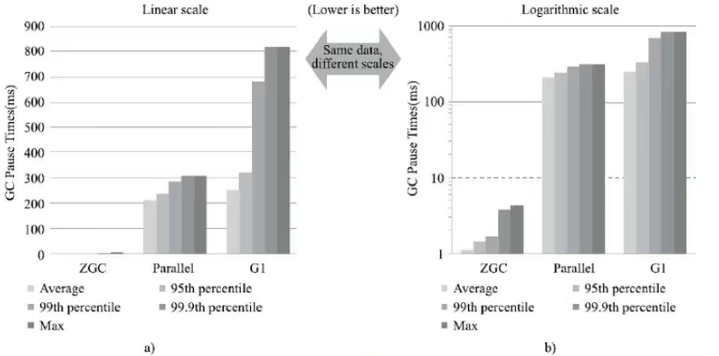 Linear scale
(Lower is better)
Logarithmic scale
Same data,
different scales
GC Pause Times(ms)
900
800
700
600
500
400
300
200
100
0
ZGC
Parallel
G1
Average
95th percentile
99th percentile
99.9th percentile
Max
a)
GC Pause Times(ms)
1000
100
10
1
ZGC
Parallel
G1
Average
95th percentile
99th percentile
99.9th percentile
Max
b)